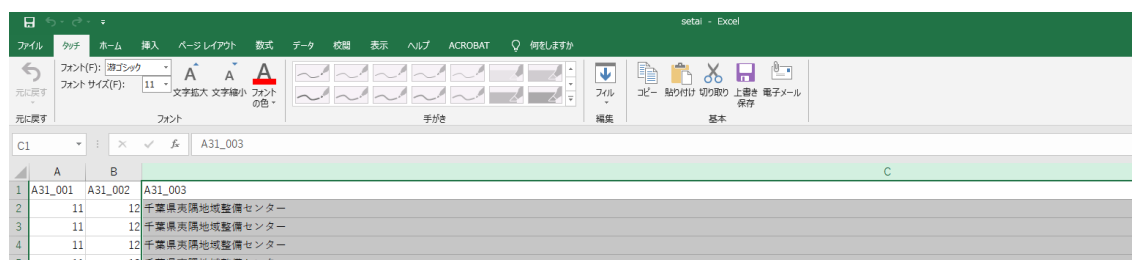 setai - Excel
ファイル タッチ ホーム 挿入 ページ レイアウト 数式 データ 校閲 表示 ヘルプ ACROBAT 何をしますか
元に戻す
フォント(F): 游ゴシック
フォント サイズ(F): 11
文字拡大 文字縮小 フォントの色
フィル
コピー 貼り付け 切り取り 上書き保存 電子メール
元に戻す フォント 手がき 編集 基本
C1 fx A31_003
A B C
1 A31_001 A31_002 A31_003
2 11 12 千葉県夷隅地域整備センター
3 11 12 千葉県夷隅地域整備センター
4 11 12 千葉県夷隅地域整備センター